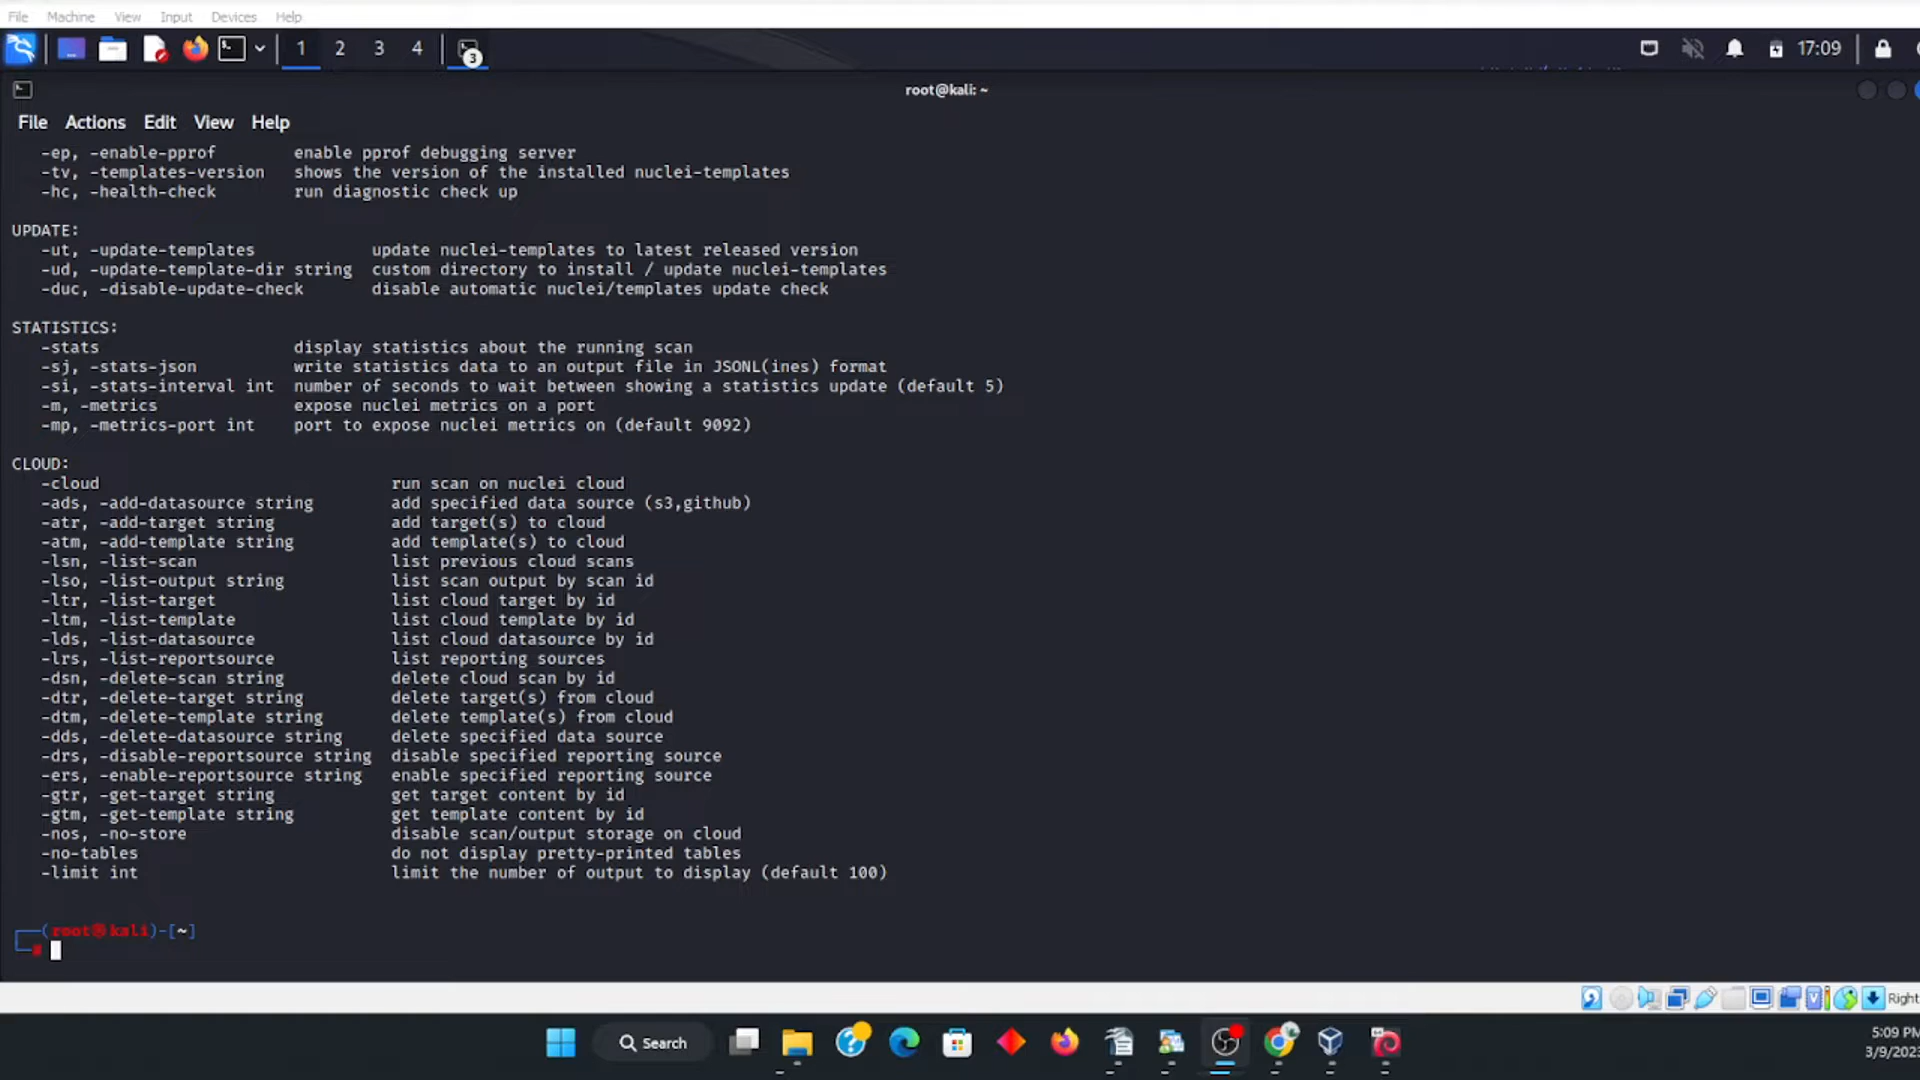 File Machine View Input Devices Help
1 2 3 4 3 17:09
root@kali: ~
File Actions Edit View Help
-ep, -enable-pprof enable pprof debugging server
-tv, -templates-version shows the version of the installed nuclei-templates
-hc, -health-check run diagnostic check up
UPDATE:
-ut, -update-templates update nuclei-templates to latest released version
-ud, -update-template-dir string custom directory to install / update nuclei-templates
-duc, -disable-update-check disable automatic nuclei/templates update check
STATISTICS:
-stats display statistics about the running scan
-sj, -stats-json write statistics data to an output file in JSONL(ines) format
-si, -stats-interval int number of seconds to wait between showing a statistics update (default 5)
-m, -metrics expose nuclei metrics on a port
-mp, -metrics-port int port to expose nuclei metrics on (default 9092)
CLOUD:
-cloud run scan on nuclei cloud
-ads, -add-datasource string add specified data source (s3,github)
-atr, -add-target string add target(s) to cloud
-atm, -add-template string add template(s) to cloud
-lsn, -list-scan list previous cloud scans
-lso, -list-output string list scan output by scan id
-ltr, -list-target list cloud target by id
-ltm, -list-template list cloud template by id
-lds, -list-datasource list cloud datasource by id
-lrs, -list-reportsource list reporting sources
-dsn, -delete-scan string delete cloud scan by id
-dtr, -delete-target string delete target(s) from cloud
-dtm, -delete-template string delete template(s) from cloud
-dds, -delete-datasource string delete specified data source
-drs, -disable-reportsource string disable specified reporting source
-ers, -enable-reportsource string enable specified reporting source
-gtr, -get-target string get target content by id
-gtm, -get-template string get template content by id
-nos, -no-store disable scan/output storage on cloud
-no-tables do not display pretty-printed tables
-limit int limit the number of output to display (default 100)
(root㉿kali)-[~]
#
Right
Search
5:09 PM
3/9/2023